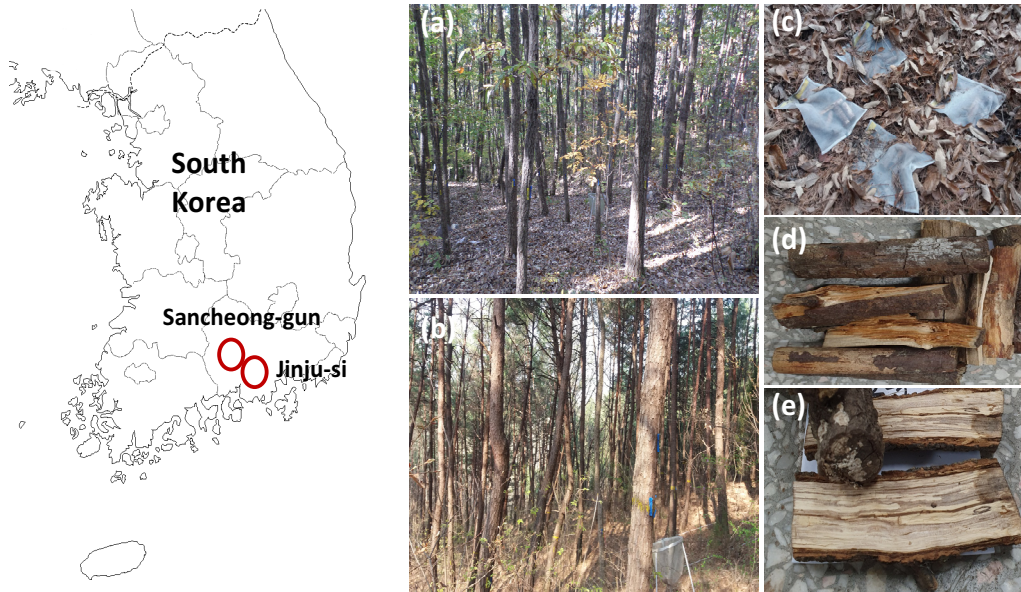 South
Korea
Sancheong-gun
Jinju-si
(a)
(b)
(c)
(d)
(e)